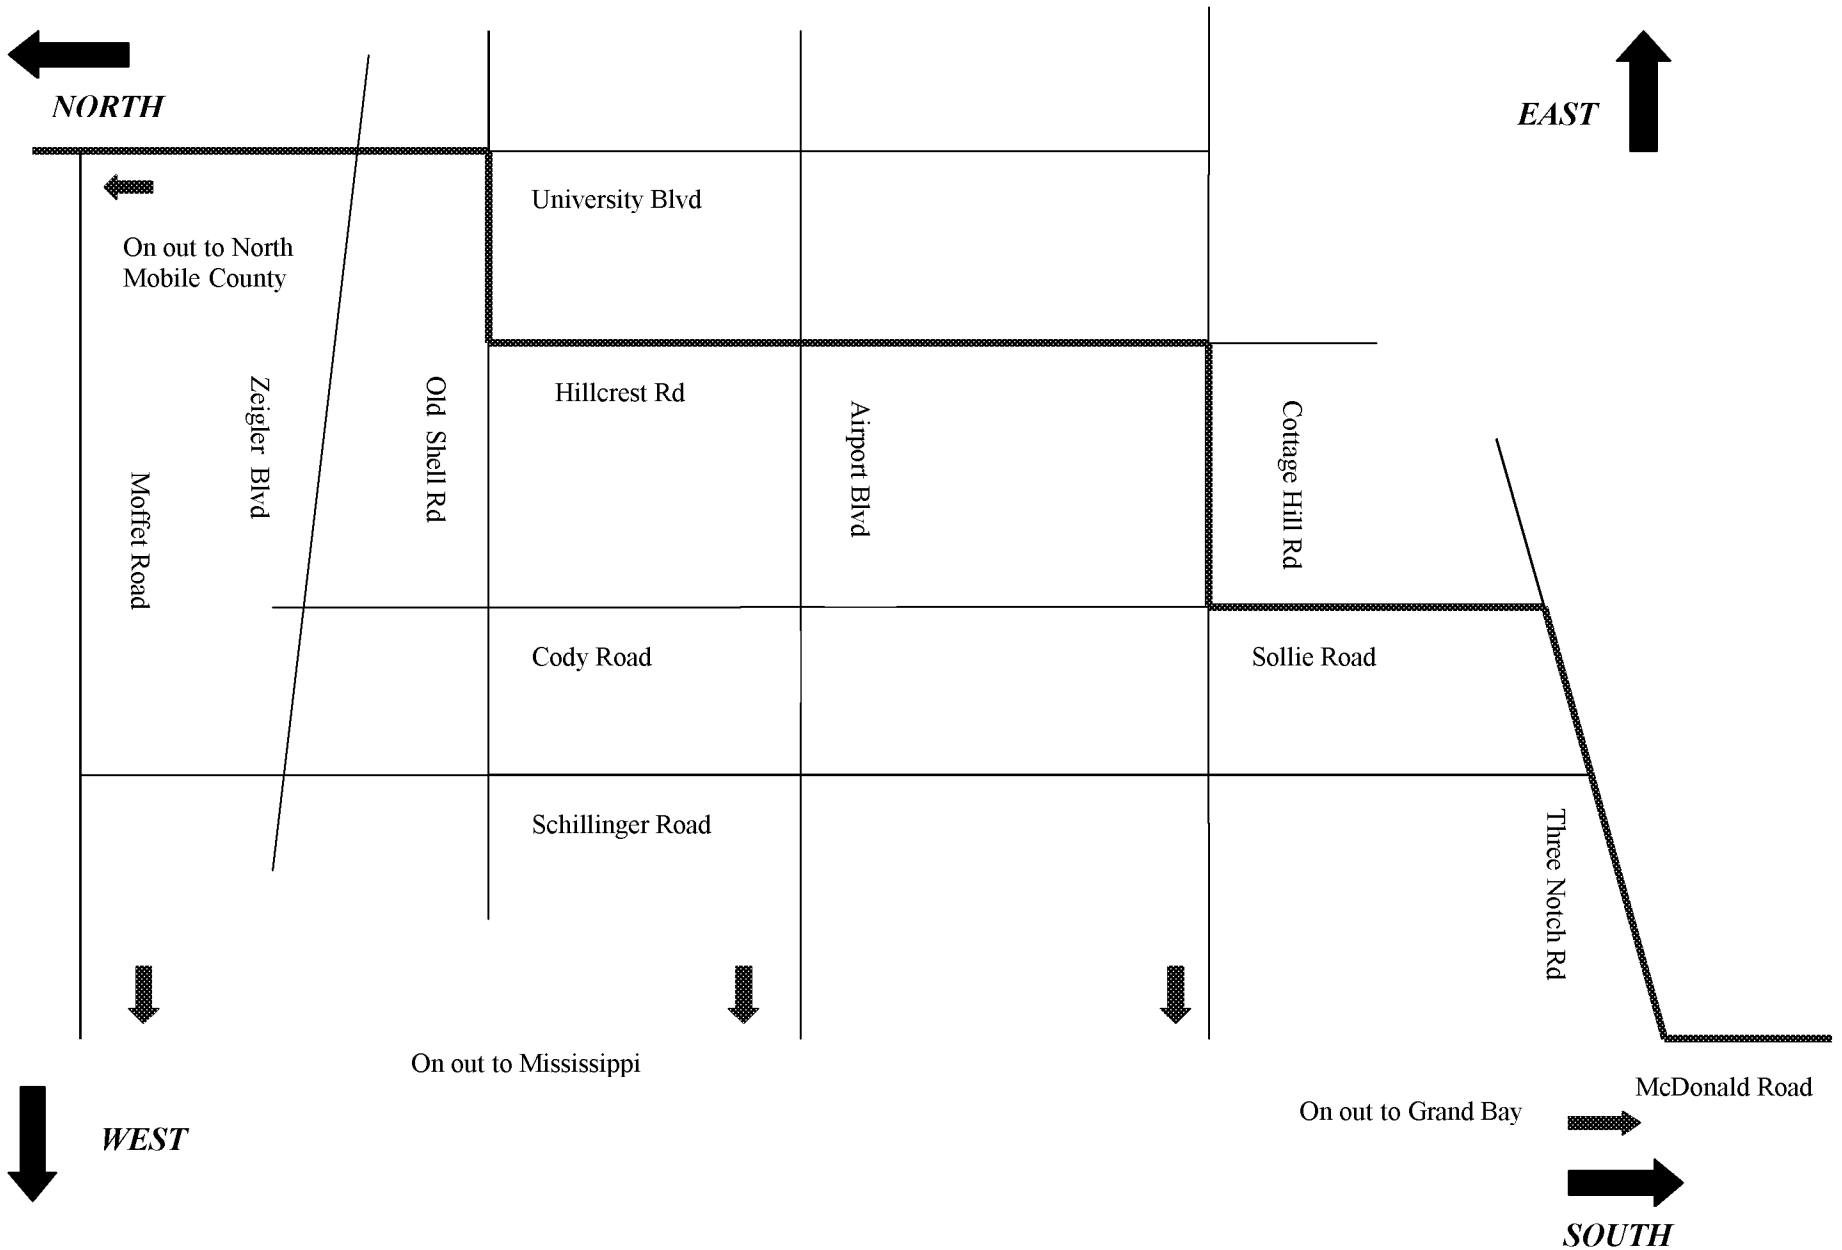 NORTH
EAST
University Blvd
On out to North
Mobile County
Zeigler Blvd
Old Shell Rd
Hillcrest Rd
Airport Blvd
Cottage Hill Rd
Moffet Road
Cody Road
Sollie Road
Schillinger Road
Three Notch Rd
On out to Mississippi
McDonald Road
On out to Grand Bay
WEST
SOUTH